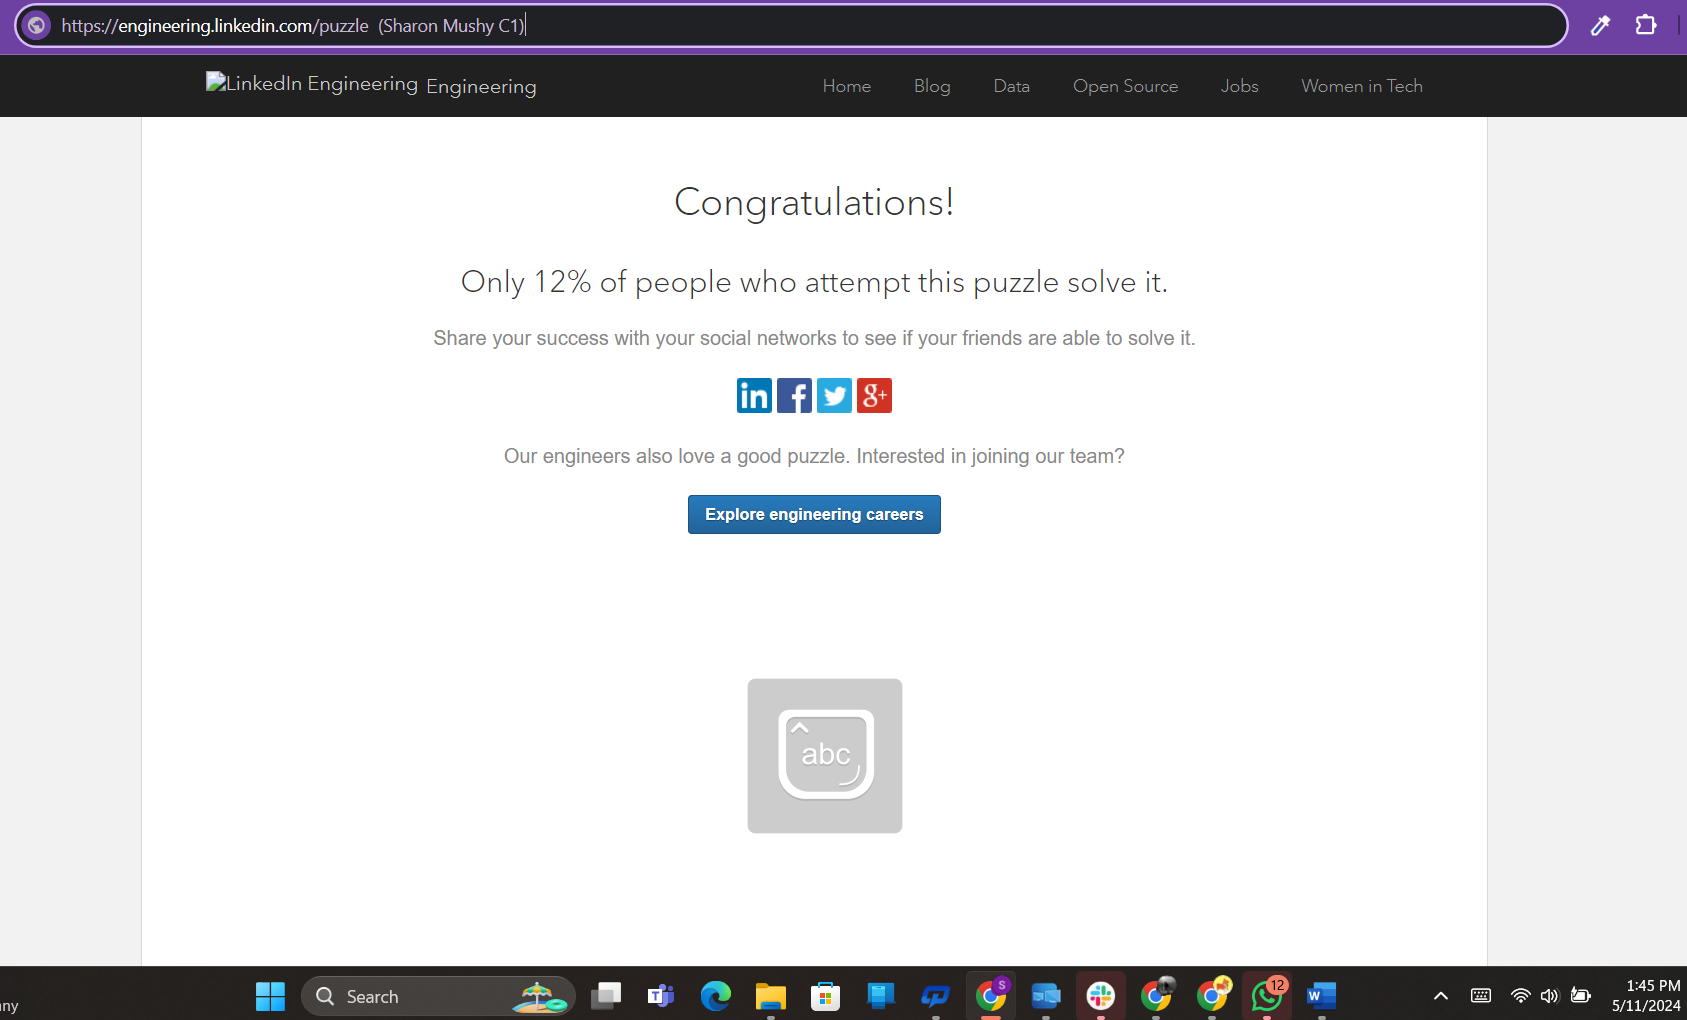 https://engineering.linkedin.com/puzzle (Sharon Mushy C1)
LinkedIn Engineering Engineering Home Blog Data Open Source Jobs Women in Tech
Congratulations!
Only 12% of people who attempt this puzzle solve it.
Share your success with your social networks to see if your friends are able to solve it.
in f g+
Our engineers also love a good puzzle. Interested in joining our team?
Explore engineering careers
abc
ny
Search
T
S
12
W
1:45 PM
5/11/2024